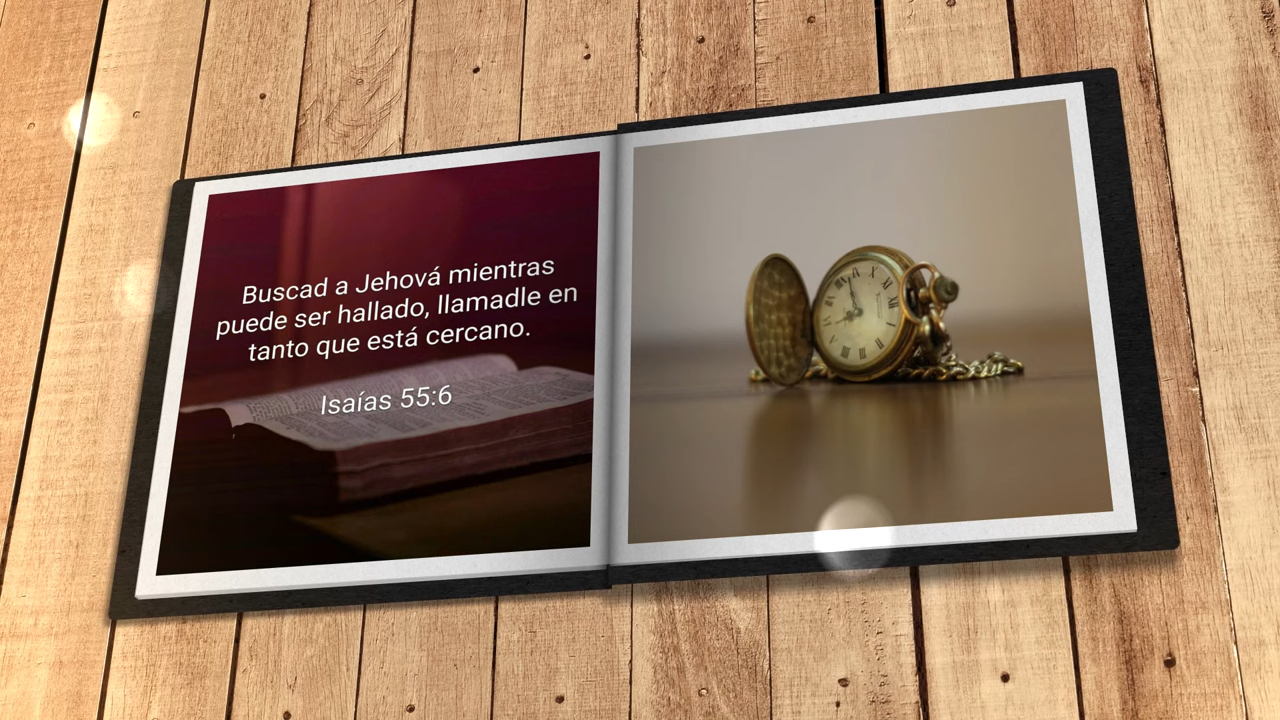 Buscad a Jehová mientras
puede ser hallado, llamadle en
tanto que está cercano.
Isaías 55:6